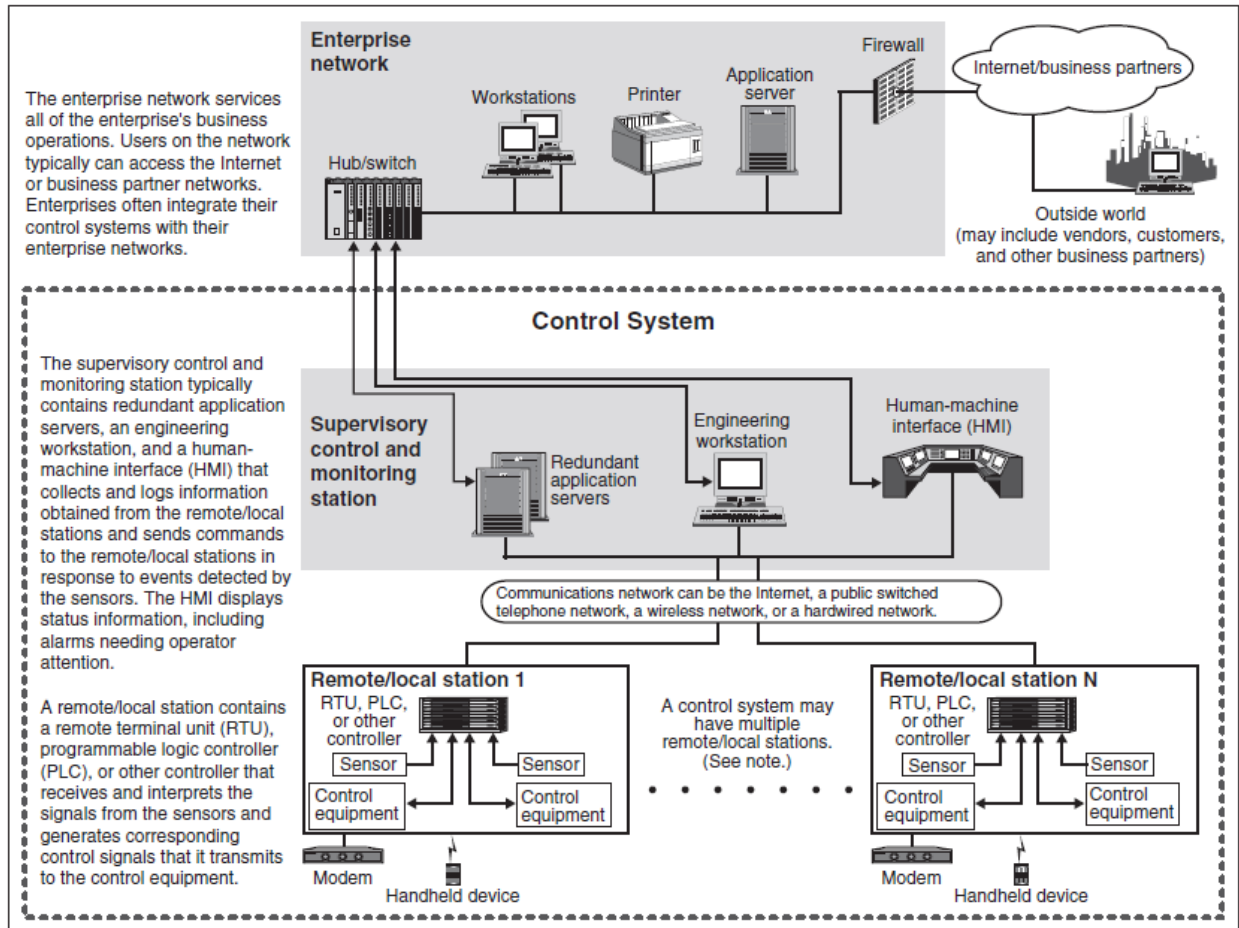 Enterprise
network
Firewall
Internet/business partners
Application
server
Printer
Workstations
Hub/switch
The enterprise network services
all of the enterprise's business
operations. Users on the network
typically can access the Internet
or business partner networks.
Enterprises often integrate their
control systems with their
enterprise networks.
Outside world
(may include vendors, customers,
and other business partners)
Control System
The supervisory control and
monitoring station typically
contains redundant application
servers, an engineering
workstation, and a human-
machine interface (HMI) that
collects and logs information
obtained from the remote/local
stations and sends commands
to the remote/local stations in
response to events detected by
the sensors. The HMI displays
status information, including
alarms needing operator
attention.
Supervisory
control and
monitoring
station
Redundant
application
servers
Engineering
workstation
Human-machine
interface (HMI)
Communications network can be the Internet, a public switched
telephone network, a wireless network, or a hardwired network.
A remote/local station contains
a remote terminal unit (RTU),
programmable logic controller
(PLC), or other controller that
receives and interprets the
signals from the sensors and
generates corresponding
control signals that it transmits
to the control equipment.
Remote/local station 1
RTU, PLC,
or other
controller
Sensor
Sensor
Control
equipment
Control
equipment
Modem
Handheld device
A control system may
have multiple
remote/local stations.
(See note.)
Remote/local station N
RTU, PLC,
or other
controller
Sensor
Sensor
Control
equipment
Control
equipment
Modem
Handheld device